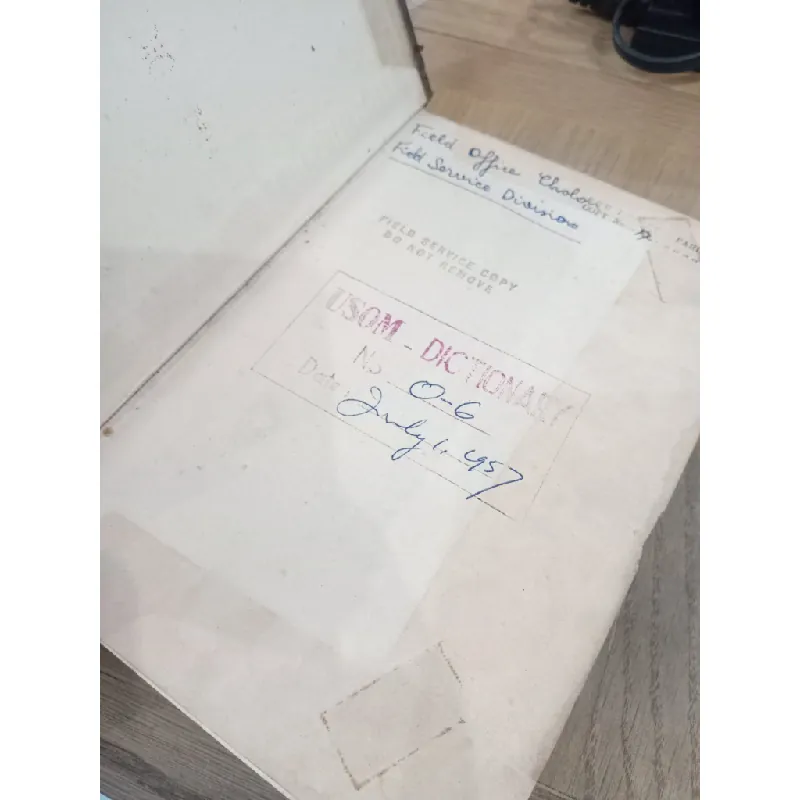 Field Office
Field Service Division
FIELD SERVICE COPY
DO NOT REMOVE
USOM - DICTIONARY
No 0-6
Date July 1, 1957